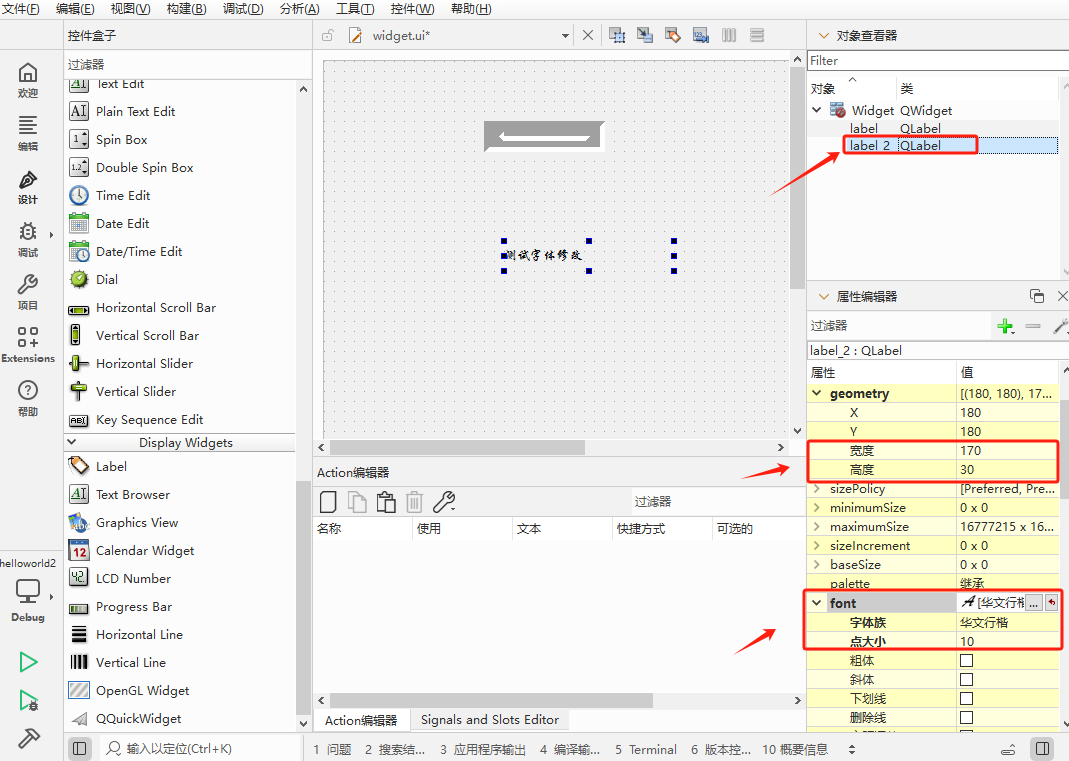 文件(F) 编辑(E) 视图(V) 构建(B) 调试(D) 分析(A) 工具(T) 控件(W) 帮助(H)
控件盒子
过滤器
Text Edit
Plain Text Edit
Spin Box
Double Spin Box
Time Edit
Date Edit
Date/Time Edit
Dial
Horizontal Scroll Bar
Vertical Scroll Bar
Horizontal Slider
Vertical Slider
Key Sequence Edit
Display Widgets
Label
Text Browser
Graphics View
Calendar Widget
LCD Number
Progress Bar
Horizontal Line
Vertical Line
OpenGL Widget
QQuickWidget
欢迎
编辑
设计
调试
项目
Extensions
帮助
helloworld2
Debug
widget.ui*
测试字体修改
Action编辑器
过滤器
名称 使用 文本 快捷方式 可选的
Action编辑器 Signals and Slots Editor
对象查看器
Filter
对象 类
Widget QWidget
label QLabel
label_2 QLabel
属性编辑器
过滤器
label_2 : QLabel
属性 值
geometry [(180, 180), 17...
X 180
Y 180
宽度 170
高度 30
sizePolicy [Preferred, Pre...
minimumSize 0 x 0
maximumSize 16777215 x 16...
sizeIncrement 0 x 0
baseSize 0 x 0
palette 继承
font [华文行楷 ...
字体族 华文行楷
点大小 10
粗体
斜体
下划线
删除线
输入以定位(Ctrl+K) 1 问题 2 搜索结... 3 应用程序输出 4 编译输... 5 Terminal 6 版本控... 10 概要信息